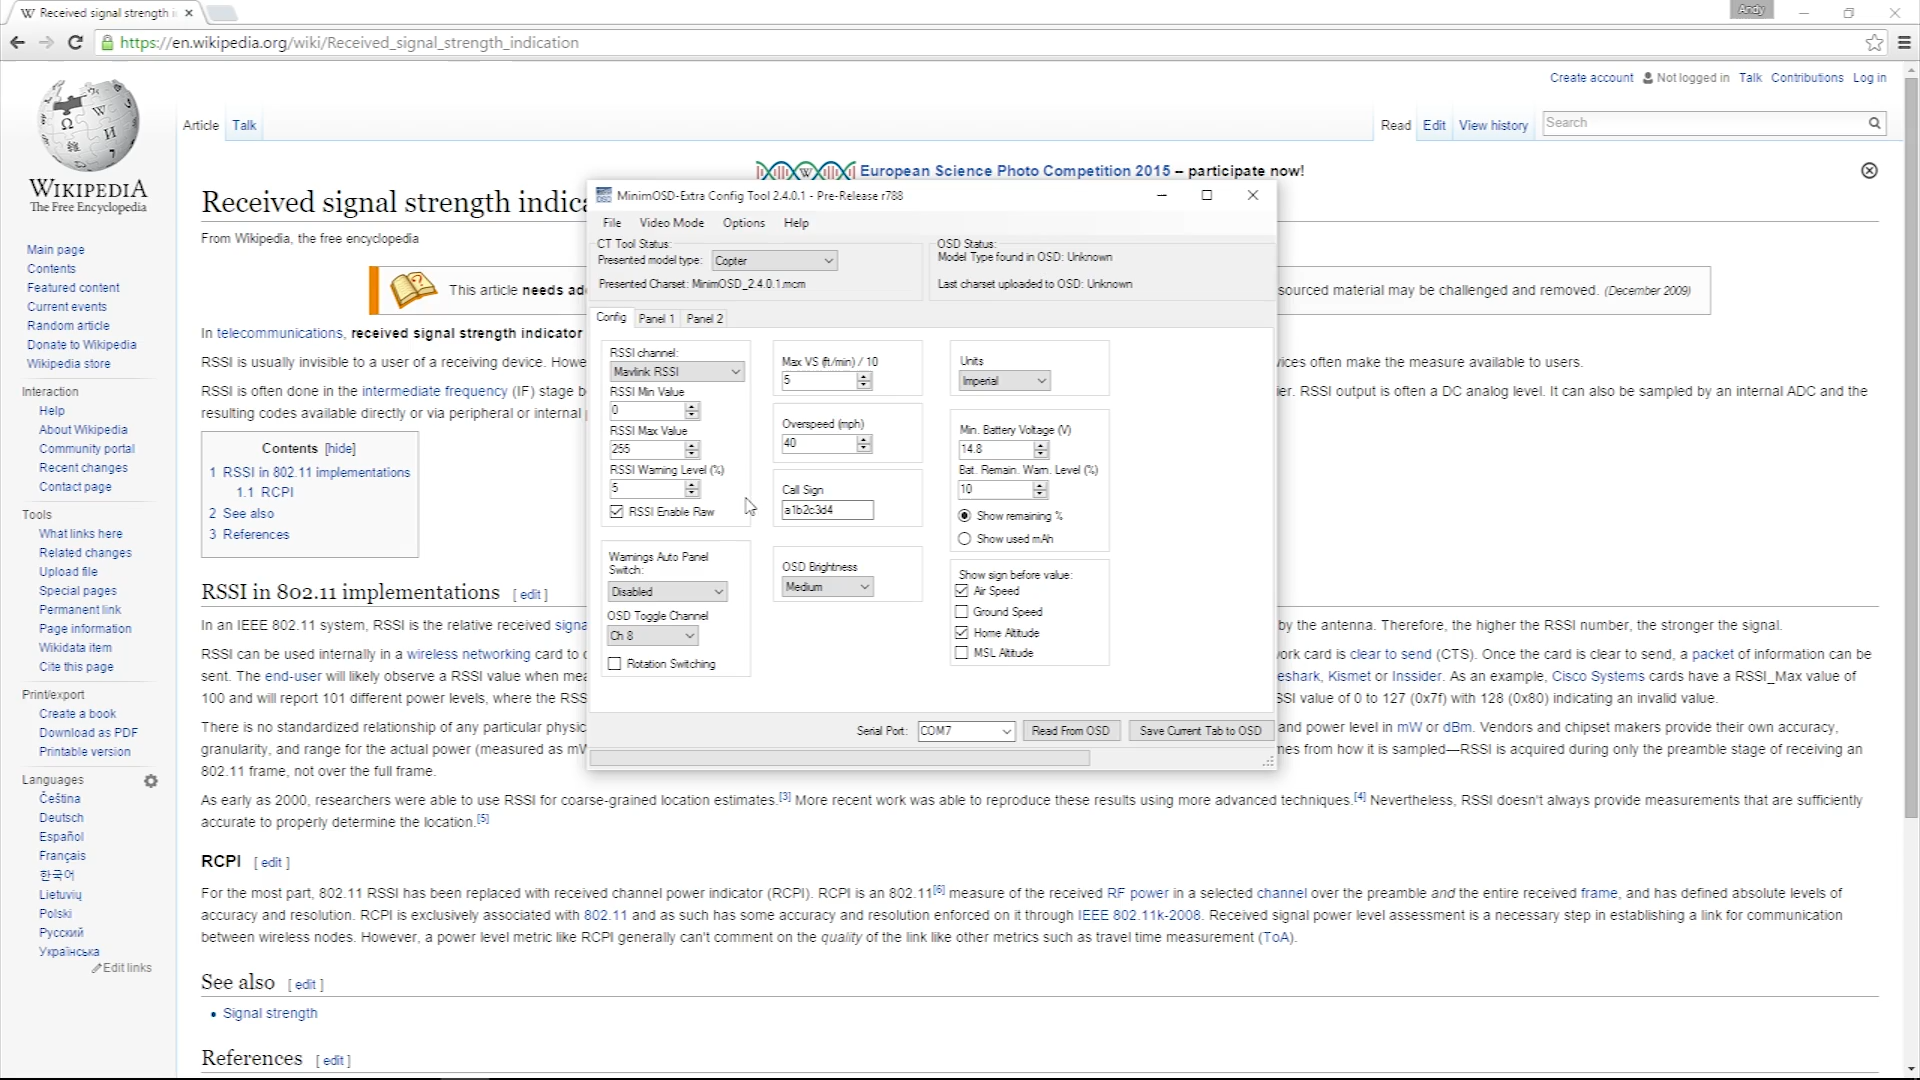 Received signal strength i
Andy
https://en.wikipedia.org/wiki/Received_signal_strength_indication
Create account Not logged in Talk Contributions Log in
Article Talk
Read Edit View history Search
WIKIPEDIA
The Free Encyclopedia
Main page
Contents
Featured content
Current events
Random article
Donate to Wikipedia
Wikipedia store
Interaction
Help
About Wikipedia
Community portal
Recent changes
Contact page
Tools
What links here
Related changes
Upload file
Special pages
Permanent link
Page information
Wikidata item
Cite this page
Print/export
Create a book
Download as PDF
Printable version
Languages
Čeština
Deutsch
Español
Français
한국어
Lietuvių
Polski
Русский
Українська
Edit links
European Science Photo Competition 2015 – participate now!
Received signal strength indica
From Wikipedia, the free encyclopedia
This article needs ad
sourced material may be challenged and removed. (December 2009)
In telecommunications, received signal strength indicator
RSSI is usually invisible to a user of a receiving device. Howe
ices often make the measure available to users.
RSSI is often done in the intermediate frequency (IF) stage b
er. RSSI output is often a DC analog level. It can also be sampled by an internal ADC and the
resulting codes available directly or via peripheral or internal
Contents [hide]
1 RSSI in 802.11 implementations
1.1 RCPI
2 See also
3 References
RSSI in 802.11 implementations [ edit ]
In an IEEE 802.11 system, RSSI is the relative received signa
by the antenna. Therefore, the higher the RSSI number, the stronger the signal.
RSSI can be used internally in a wireless networking card to d
ork card is clear to send (CTS). Once the card is clear to send, a packet of information can be
sent. The end-user will likely observe a RSSI value when mea
eshark, Kismet or Inssider. As an example, Cisco Systems cards have a RSSI_Max value of
100 and will report 101 different power levels, where the RSS
SSI value of 0 to 127 (0x7f) with 128 (0x80) indicating an invalid value.
There is no standardized relationship of any particular physic
and power level in mW or dBm. Vendors and chipset makers provide their own accuracy,
granularity, and range for the actual power (measured as mW
nes from how it is sampled—RSSI is acquired during only the preamble stage of receiving an
802.11 frame, not over the full frame.
As early as 2000, researchers were able to use RSSI for coarse-grained location estimates.[3] More recent work was able to reproduce these results using more advanced techniques.[4] Nevertheless, RSSI doesn't always provide measurements that are sufficiently
accurate to properly determine the location.[5]
RCPI [ edit ]
For the most part, 802.11 RSSI has been replaced with received channel power indicator (RCPI). RCPI is an 802.11[6] measure of the received RF power in a selected channel over the preamble and the entire received frame, and has defined absolute levels of
accuracy and resolution. RCPI is exclusively associated with 802.11 and as such has some accuracy and resolution enforced on it through IEEE 802.11k-2008. Received signal power level assessment is a necessary step in establishing a link for communication
between wireless nodes. However, a power level metric like RCPI generally can't comment on the quality of the link like other metrics such as travel time measurement (ToA).
See also [ edit ]
Signal strength
References [ edit ]
MinimOSD-Extra Config Tool 2.4.0.1 - Pre-Release r788
File Video Mode Options Help
CT Tool Status:
Presented model type: Copter
Presented Charset: MinimOSD_2.4.0.1.mcm
OSD Status:
Model Type found in OSD: Unknown
Last charset uploaded to OSD: Unknown
Config Panel 1 Panel 2
RSSI channel:
Mavlink RSSI
RSSI Min Value
0
RSSI Max Value
255
RSSI Warning Level (%)
5
RSSI Enable Raw
Warnings Auto Panel
Switch:
Disabled
OSD Toggle Channel
Ch 8
Rotation Switching
Max VS (ft/min) / 10
5
Overspeed (mph)
40
Call Sign
a1b2c3d4
OSD Brightness
Medium
Units
Imperial
Min. Battery Voltage (V)
14.8
Bat. Remain. Warn. Level (%)
10
Show remaining %
Show used mAh
Show sign before value:
Air Speed
Ground Speed
Home Altitude
MSL Altitude
Serial Port: COM7 Read From OSD Save Current Tab to OSD